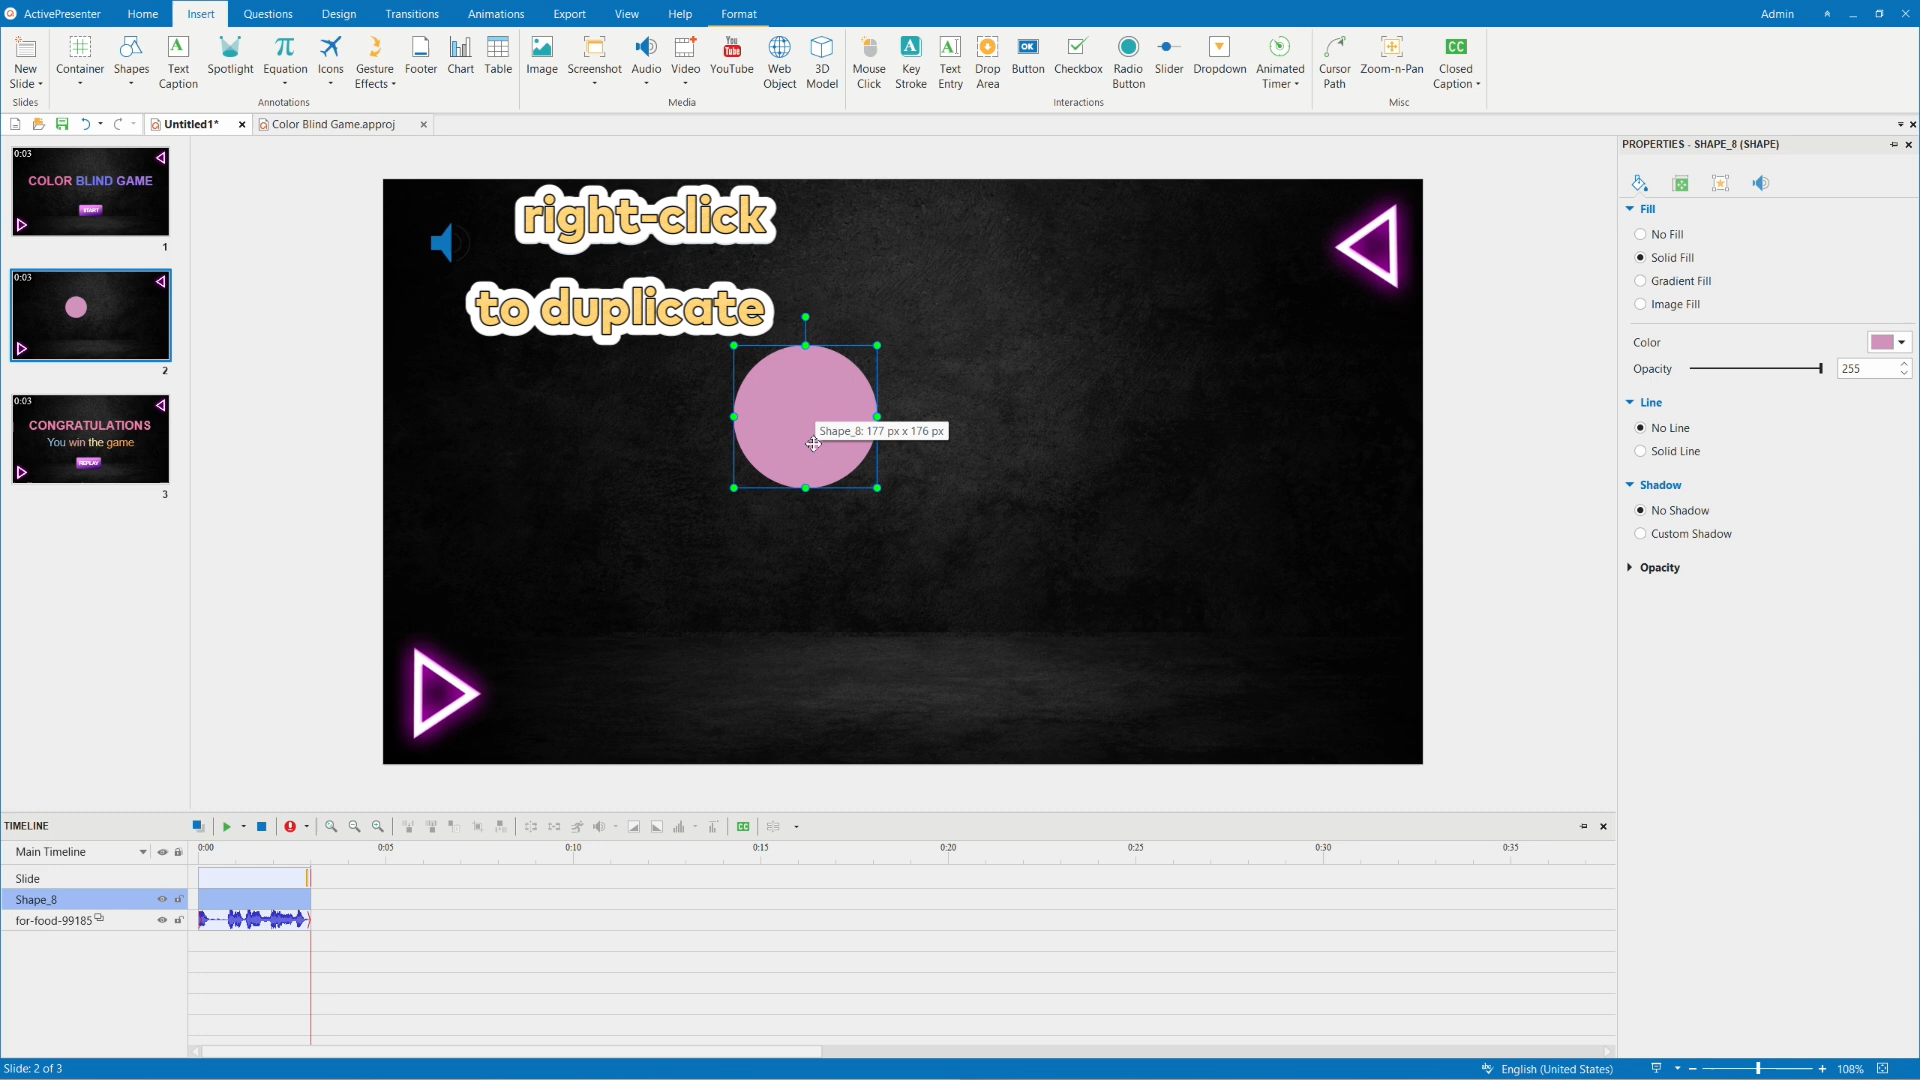 ActivePresenter Home Insert Questions Design Transitions Animations Export View Help Format Admin
New Slide Container Shapes Text Caption Spotlight Equation Icons Gesture Effects Footer Chart Table Image Screenshot Audio Video YouTube Web Object 3D Model Mouse Click Key Stroke Text Entry Drop Area Button Checkbox Radio Button Slider Dropdown Animated Timer Cursor Path Zoom-n-Pan Closed Caption
Slides Annotations Media Interactions Misc
Untitled1* Color Blind Game.approj
0:03
COLOR BLIND GAME
START
1
0:03
2
0:03
CONGRATULATIONS
You win the game
REPLAY
3
right-click
to duplicate
Shape_8: 177 px x 176 px
PROPERTIES - SHAPE_8 (SHAPE)
Fill
No Fill
Solid Fill
Gradient Fill
Image Fill
Color
Opacity 255
Line
No Line
Solid Line
Shadow
No Shadow
Custom Shadow
Opacity
TIMELINE
Main Timeline 0:00 0:05 0:10 0:15 0:20 0:25 0:30 0:35
Slide
Shape_8
for-food-99185
Slide: 2 of 3 English (United States) 108%